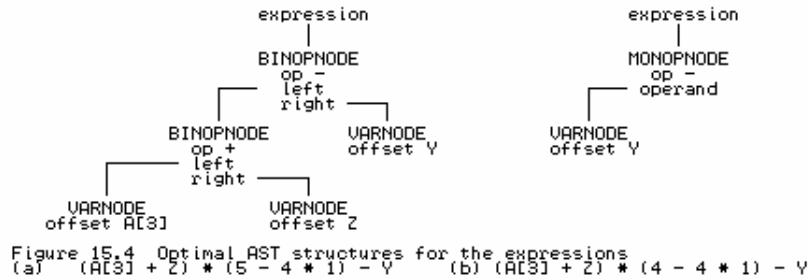 expression expression
BINOPNODE MONOPNODE
op - op -
left operand
right
BINOPNODE VARNODE VARNODE
op + offset Y offset Y
left
right
VARNODE VARNODE
offset A[3] offset Z
Figure 15.4 Optimal AST structures for the expressions
(a) (A[3] + Z) * (5 - 4 * 1) - Y (b) (A[3] + Z) * (4 - 4 * 1) - Y